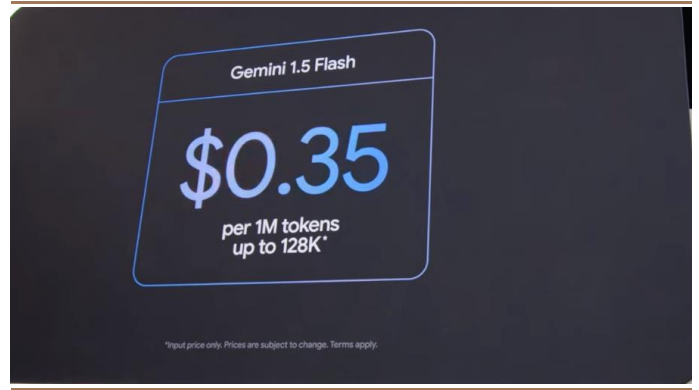 Gemini 1.5 Flash
$0.35
per 1M tokens
up to 128K*
*Input price only. Prices are subject to change. Terms apply.